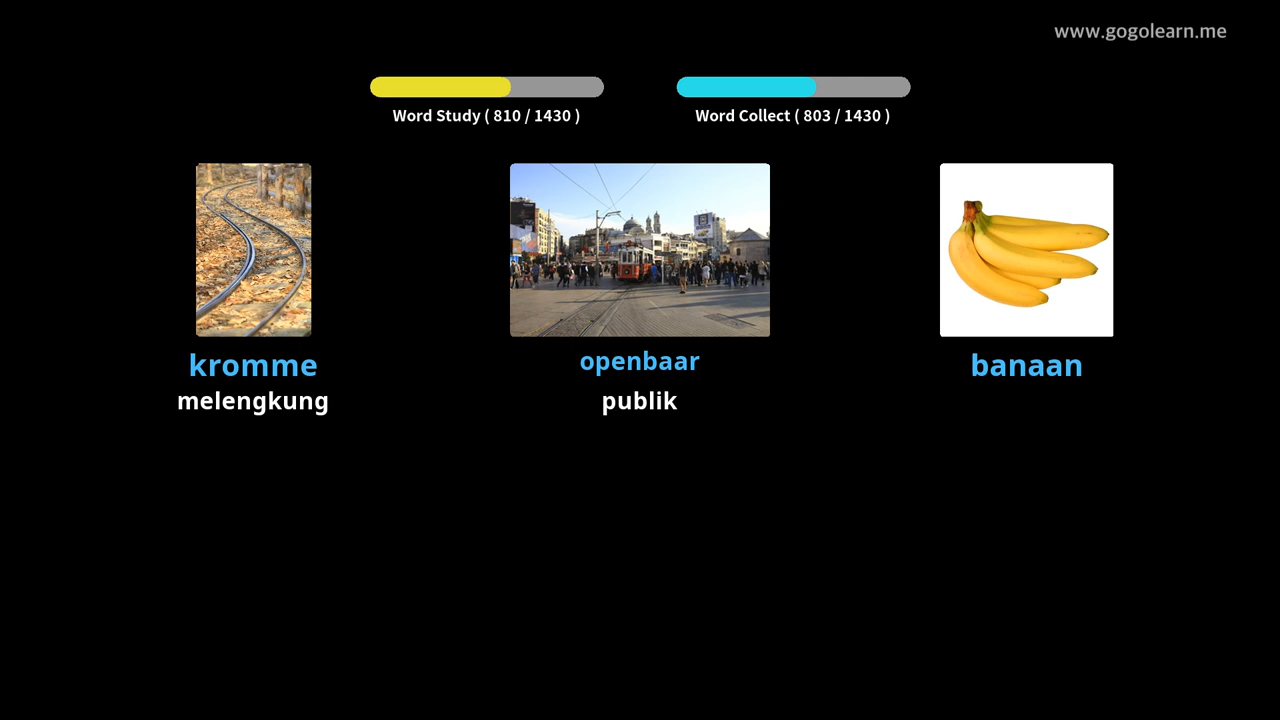 www.gogolearn.me
Word Study ( 810 / 1430 )
Word Collect ( 803 / 1430 )
kromme
melengkung
openbaar
publik
banaan